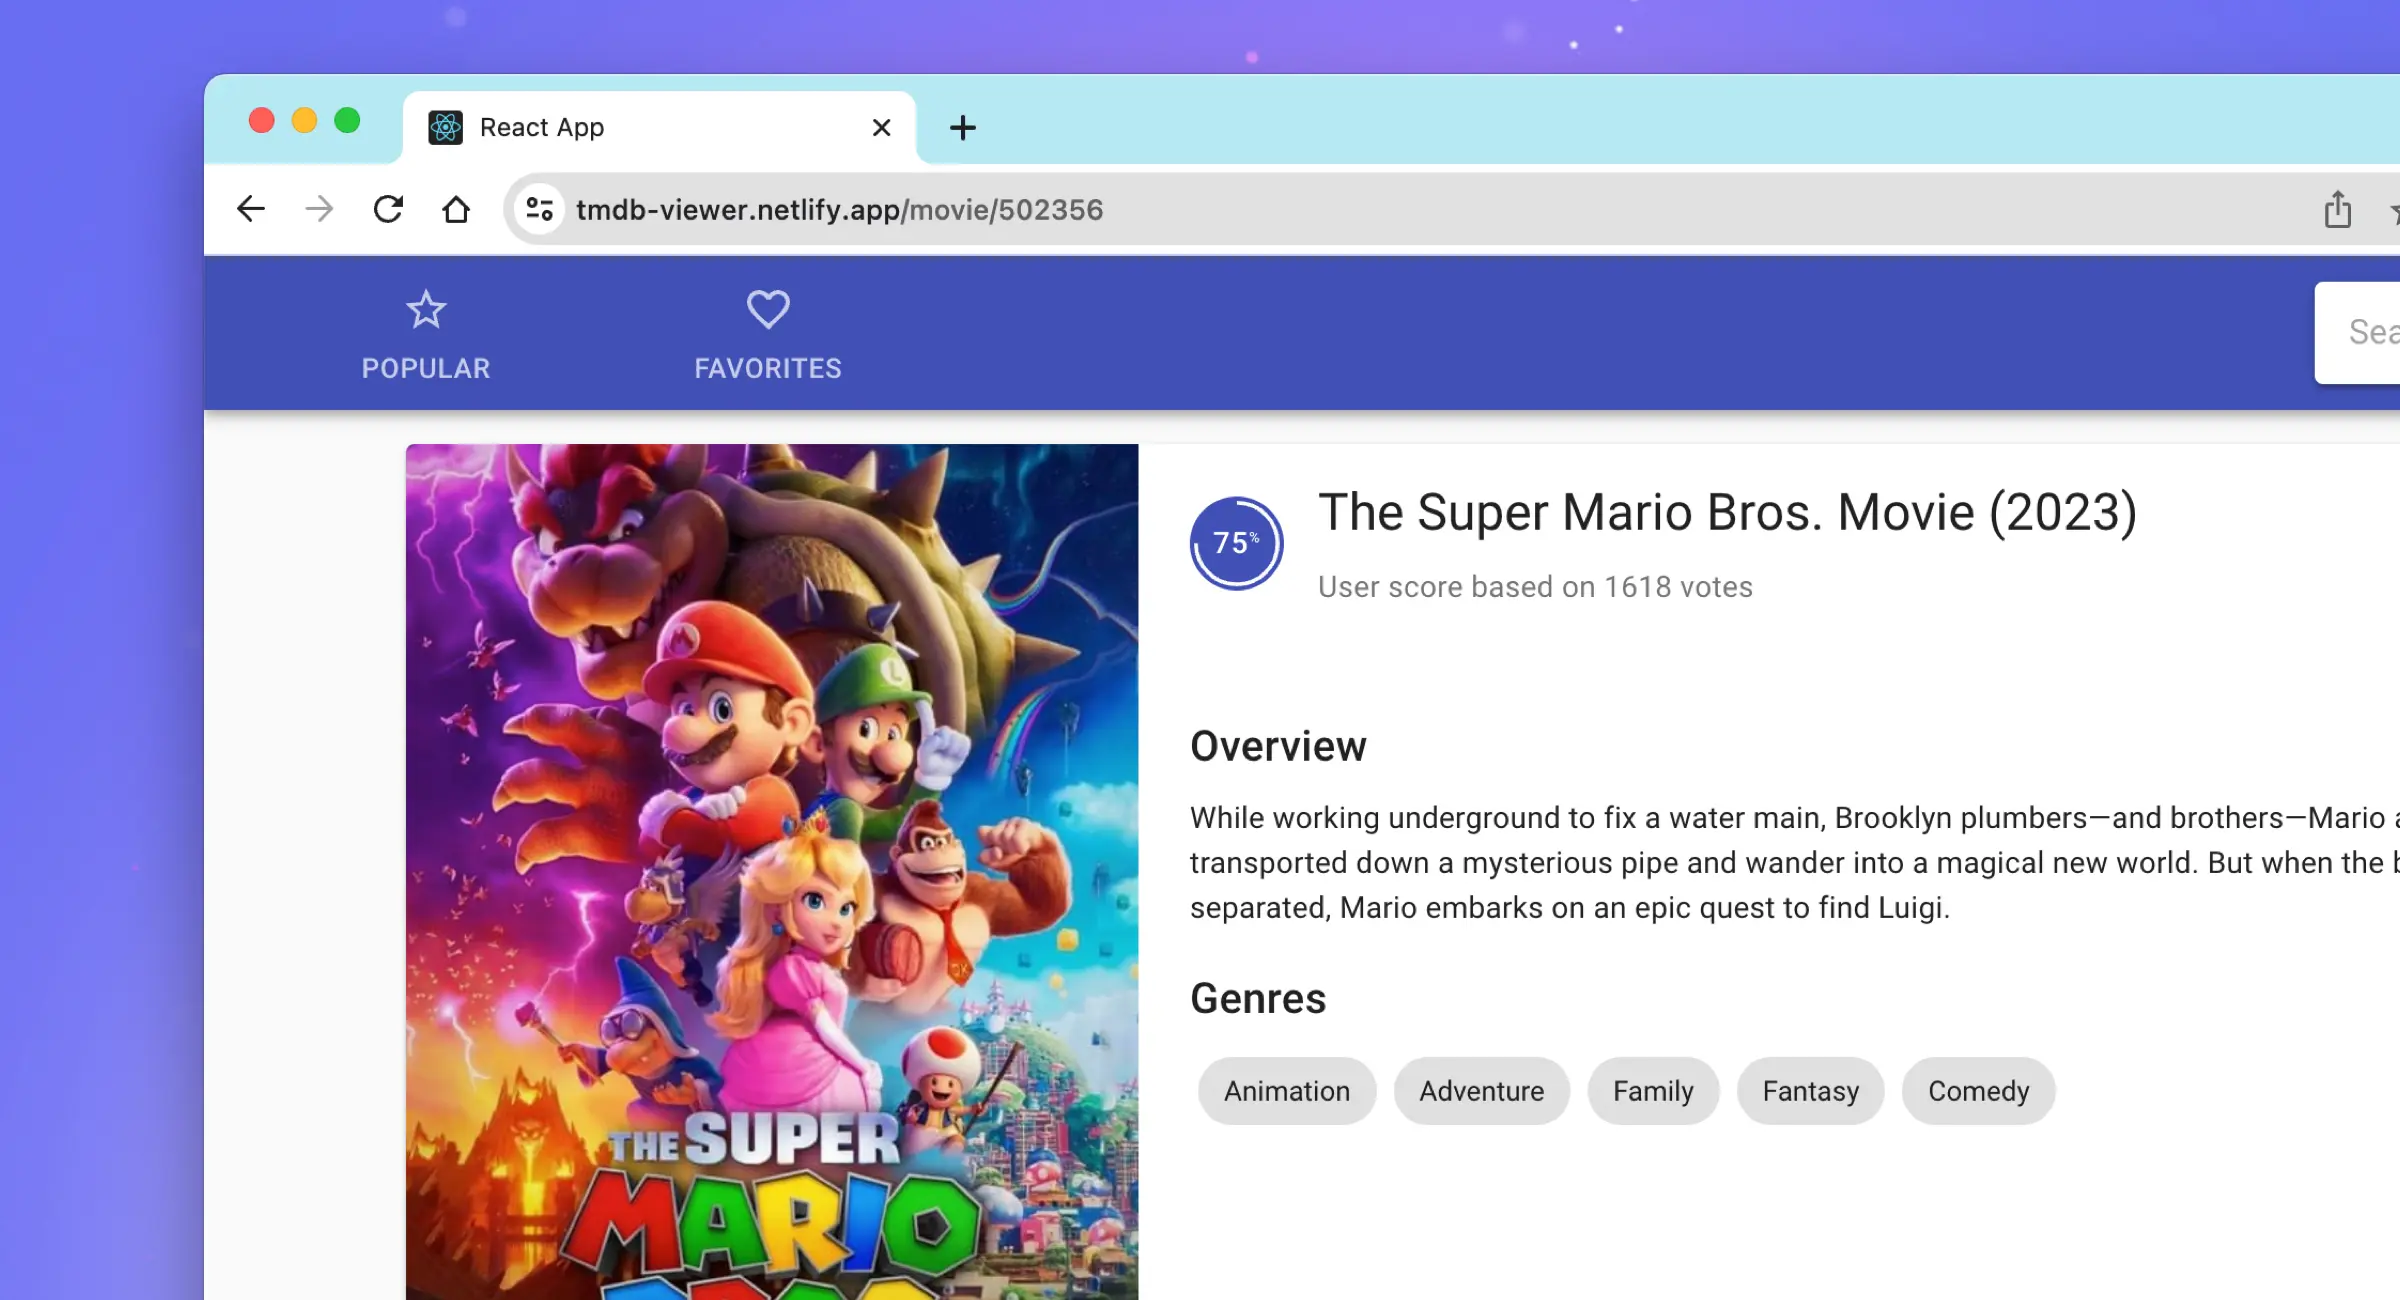 React App
tmdb-viewer.netlify.app/movie/502356
POPULAR
FAVORITES
75%
The Super Mario Bros. Movie (2023)
User score based on 1618 votes
Overview
While working underground to fix a water main, Brooklyn plumbers—and brothers—Mario
transported down a mysterious pipe and wander into a magical new world. But when the
separated, Mario embarks on an epic quest to find Luigi.
Genres
Animation
Adventure
Family
Fantasy
Comedy
M
L
DK
THE SUPER
MARIO